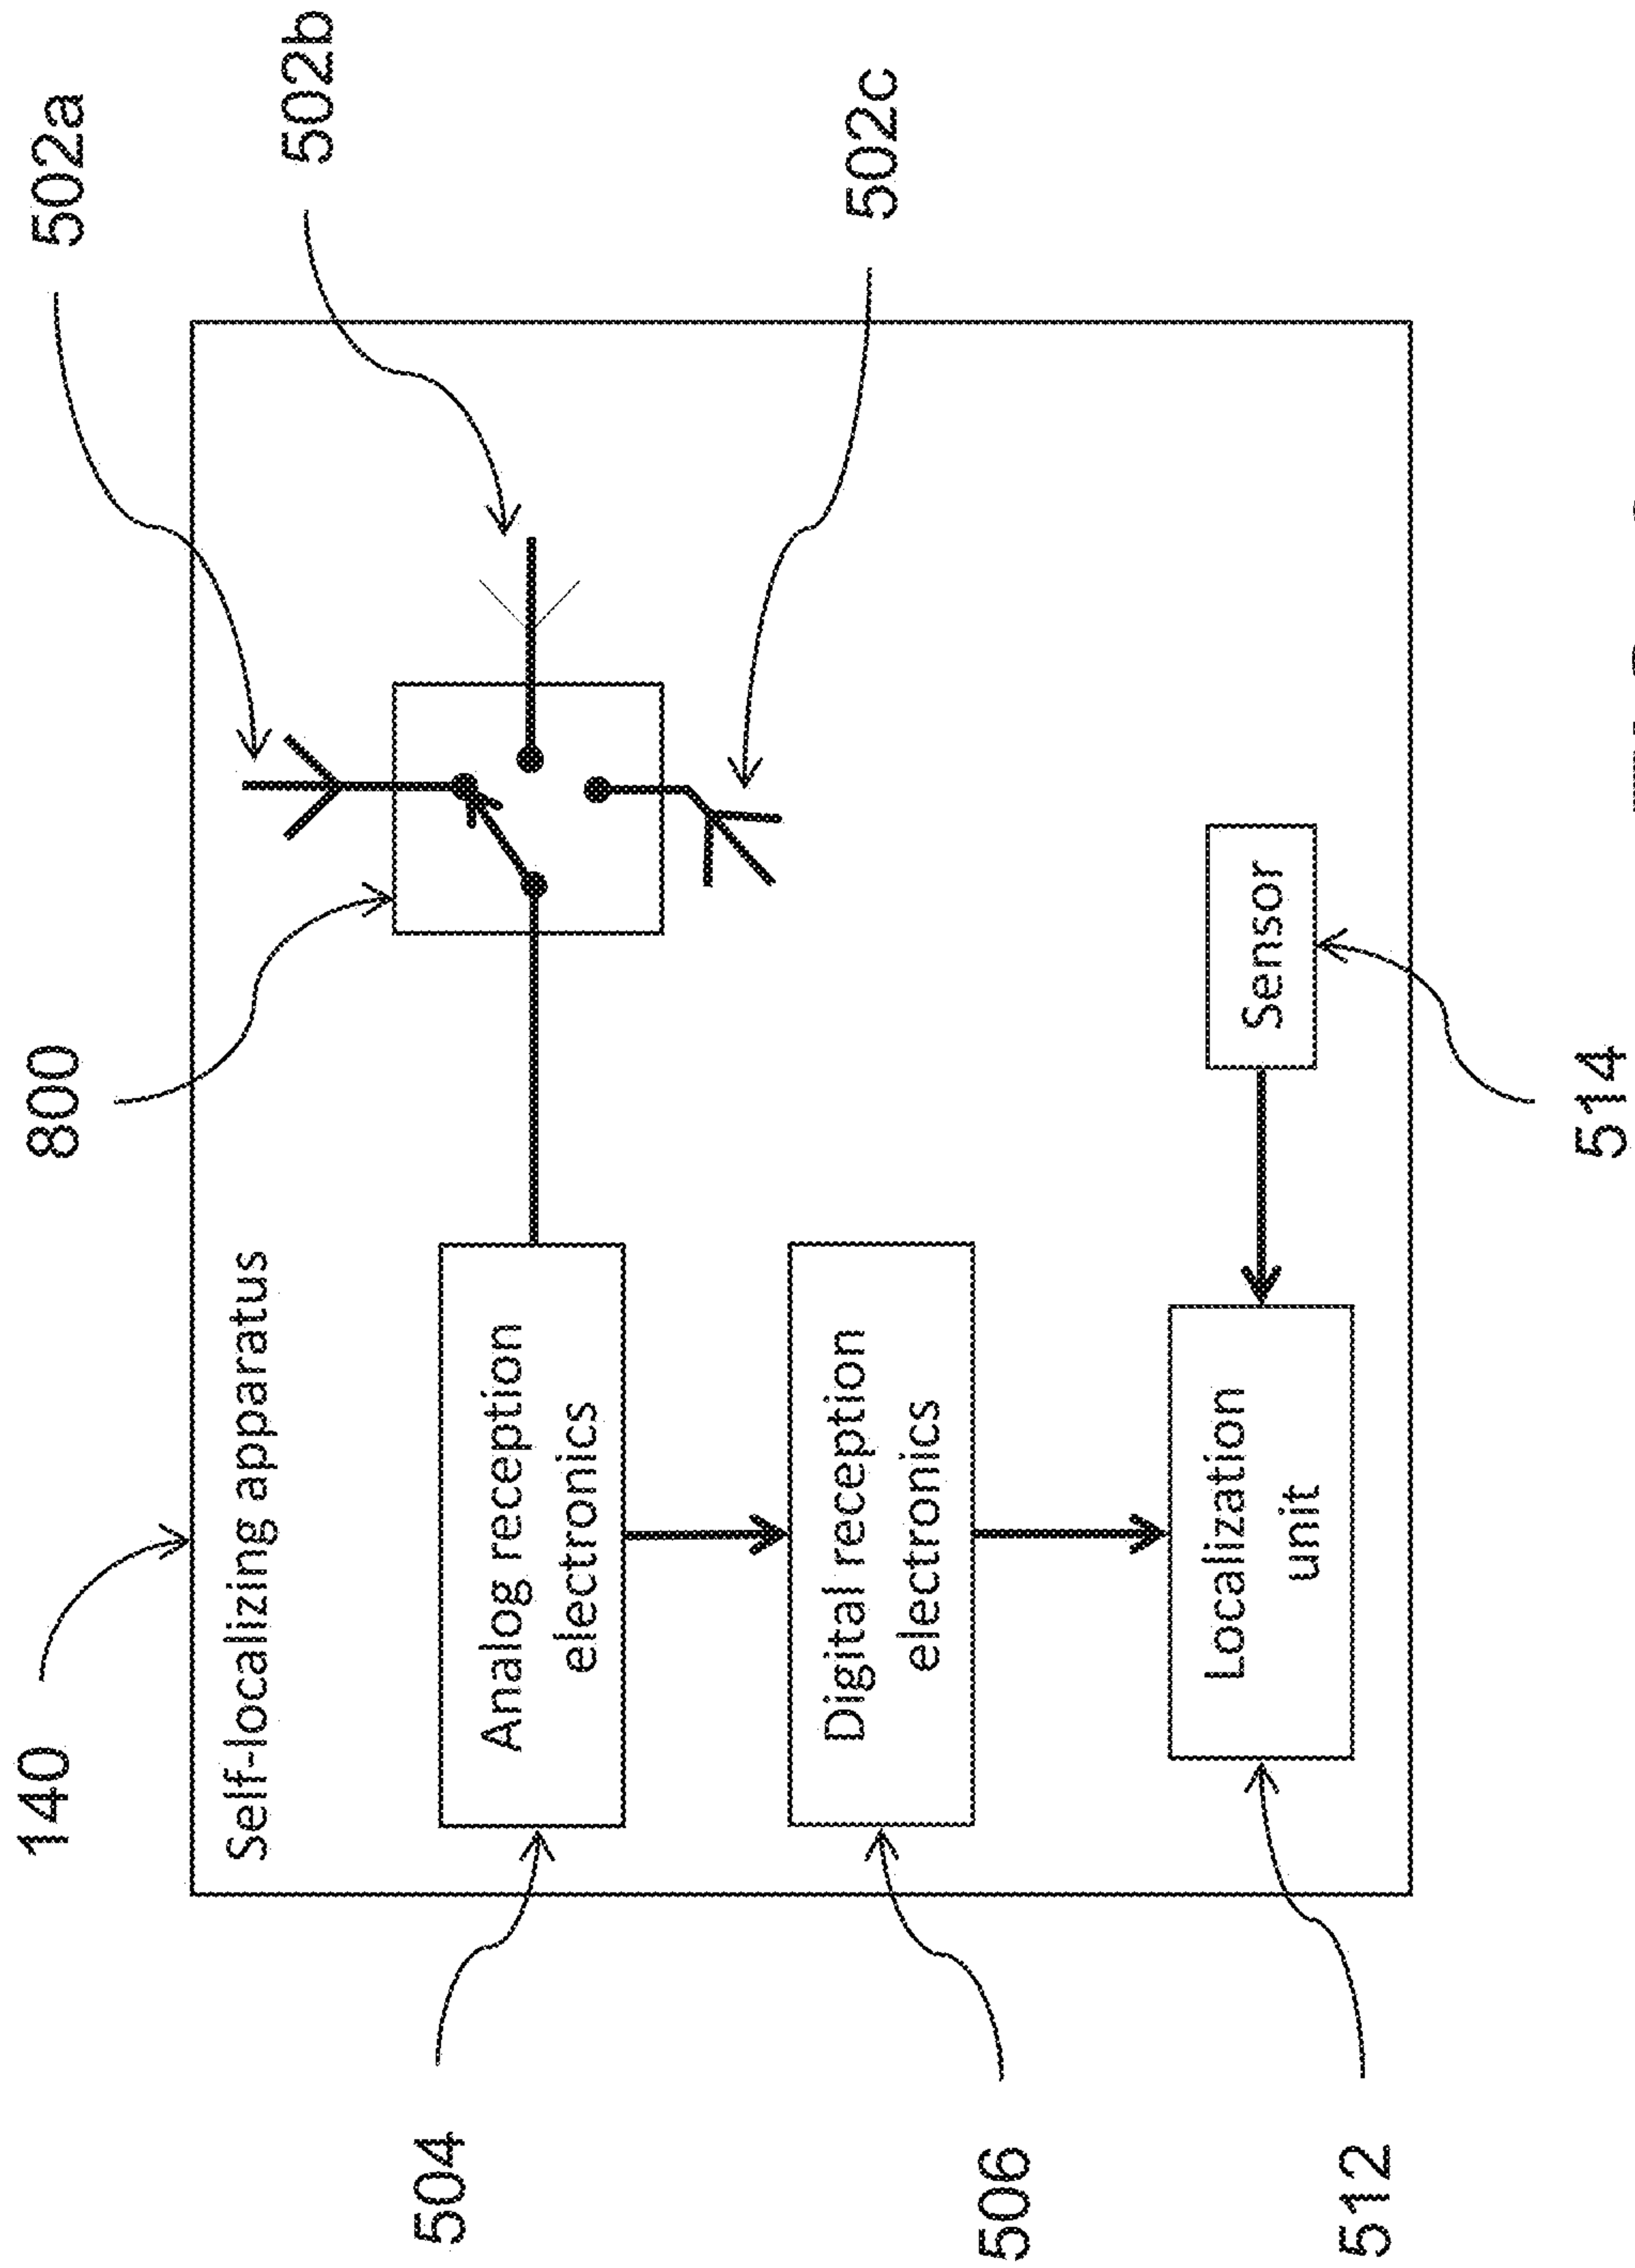 140
800
502a
502b
Self-localizing apparatus
504
Analog reception
electronics
502c
506
Digital reception
electronics
512
Localization
unit
Sensor
514